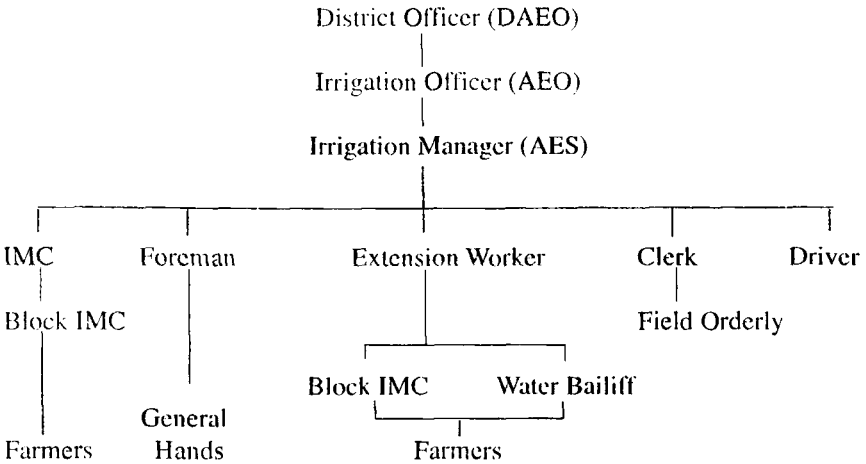 District Officer (DAEO)
Irrigation Officer (AEO)
Irrigation Manager (AES)
IMC Foreman Extension Worker Clerk Driver
Block IMC Field Orderly
Block IMC Water Bailiff
General
Farmers Hands Farmers